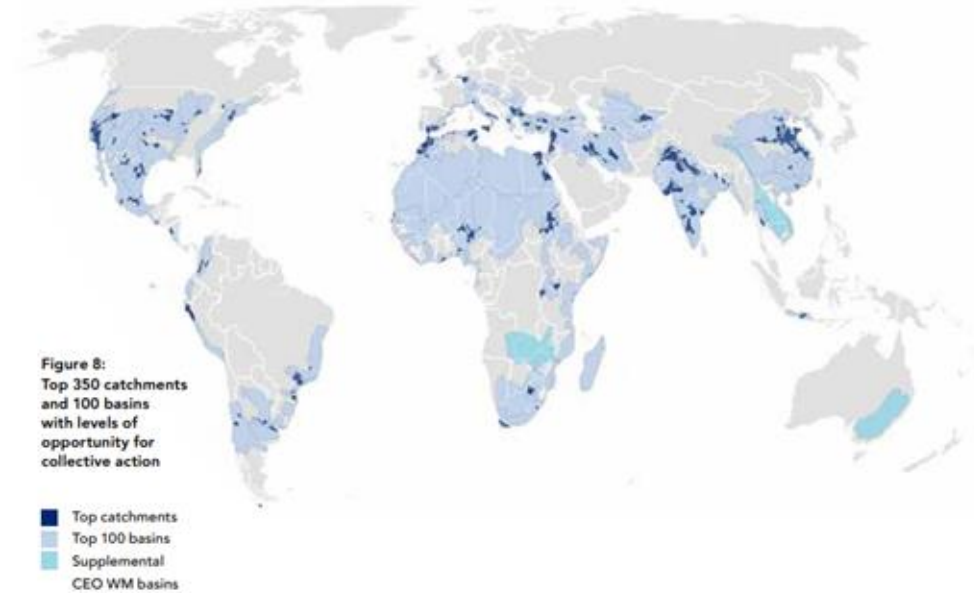 Figure 8:
Top 350 catchments
and 100 basins
with levels of
opportunity for
collective action
Top catchments
Top 100 basins
Supplemental
CEO WM basins